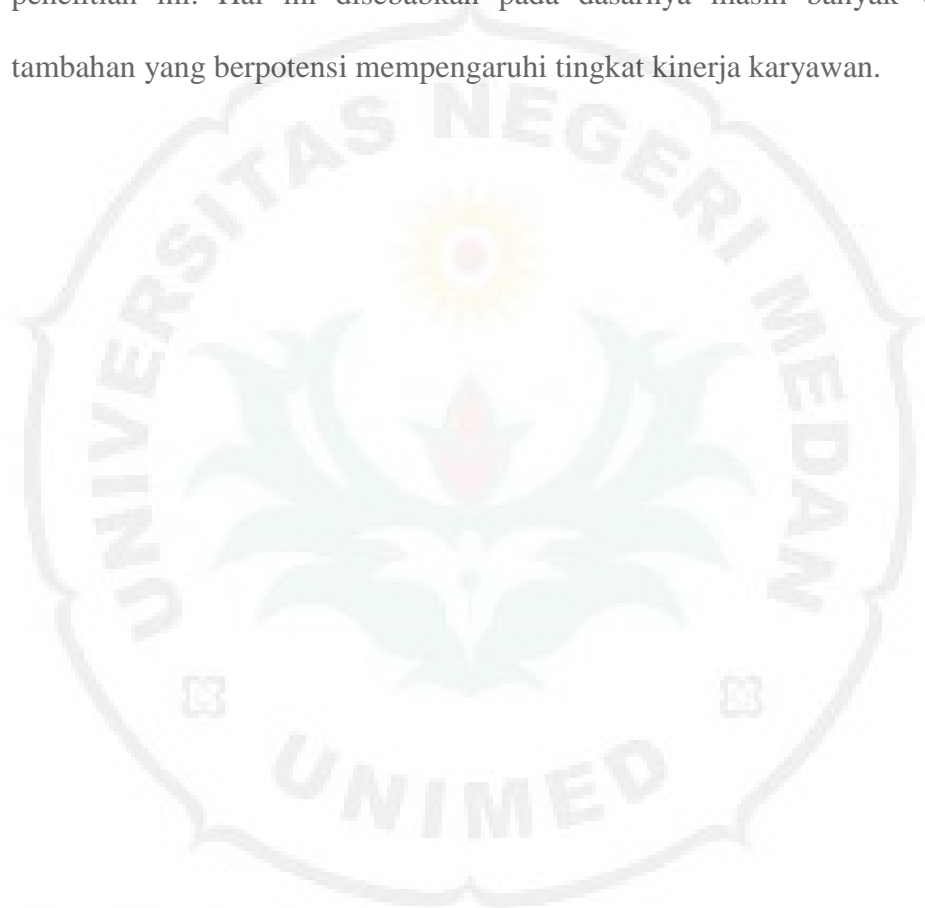 penelitian ini. Hal ini disebabkan pada dasarnya masih banyak
tambahan yang berpotensi mempengaruhi tingkat kinerja karyawan.
UNIVERSITAS NEGERI MEDAN
UNIMED